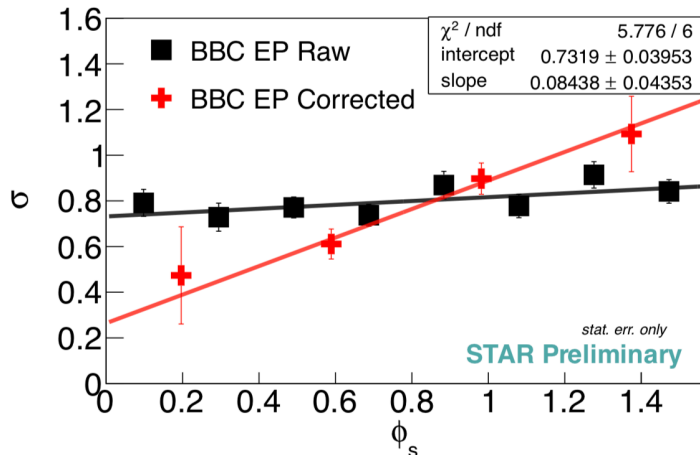 1.6
1.4
1.2
1
0.8
0.6
0.4
0.2
0
σ
BBC EP Raw
BBC EP Corrected
χ² / ndf 5.776 / 6
intercept 0.7319 ± 0.03953
slope 0.08438 ± 0.04353
stat. err. only
STAR Preliminary
0 0.2 0.4 0.6 0.8 1 1.2 1.4
ϕs